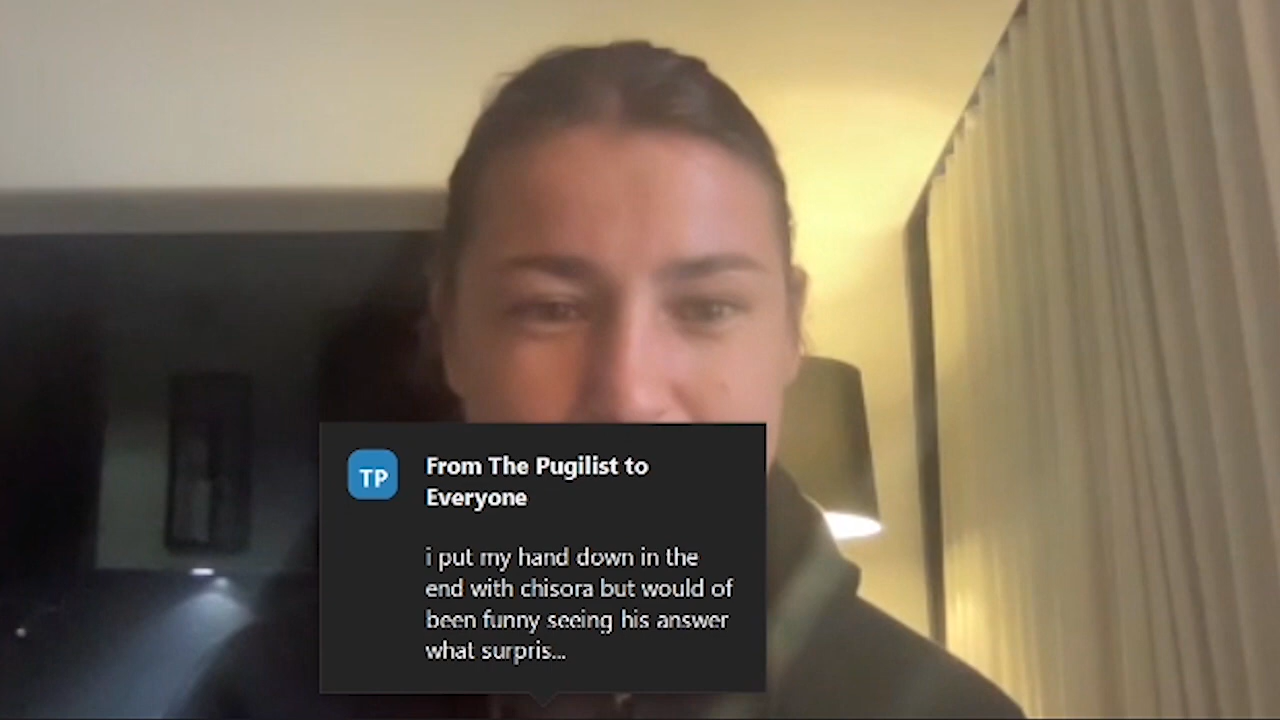 TP
From The Pugilist to
Everyone
i put my hand down in the
end with chisora but would of
been funny seeing his answer
what surpris...